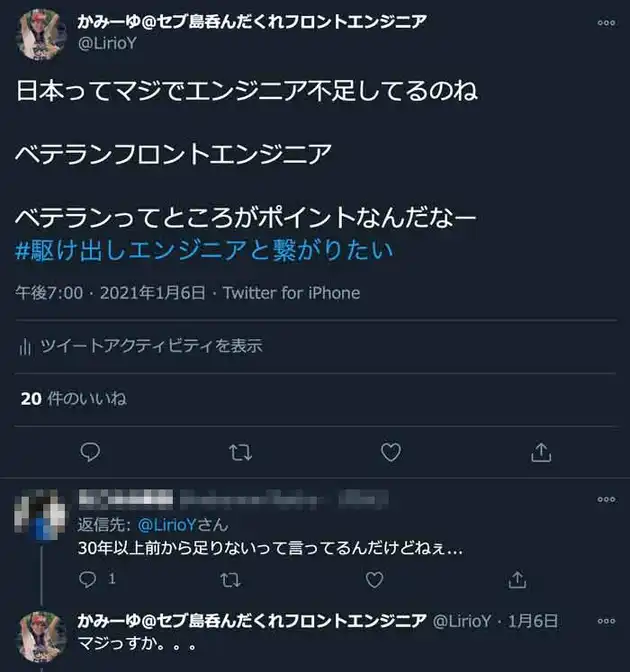 かみーゆ@セブ島呑んだくれフロントエンジニア
@LirioY
日本ってマジでエンジニア不足してるのね
ベテランフロントエンジニア
ベテランってところがポイントなんだなー
#駆け出しエンジニアと繋がりたい
午後7:00・2021年1月6日・Twitter for iPhone
ツイートアクティビティを表示
20 件のいいね
返信先: @LirioYさん
30年以上前から足りないって言ってるんだけどねぇ...
1
かみーゆ@セブ島呑んだくれフロントエンジニア @LirioY・1月6日
マジっすか。。。